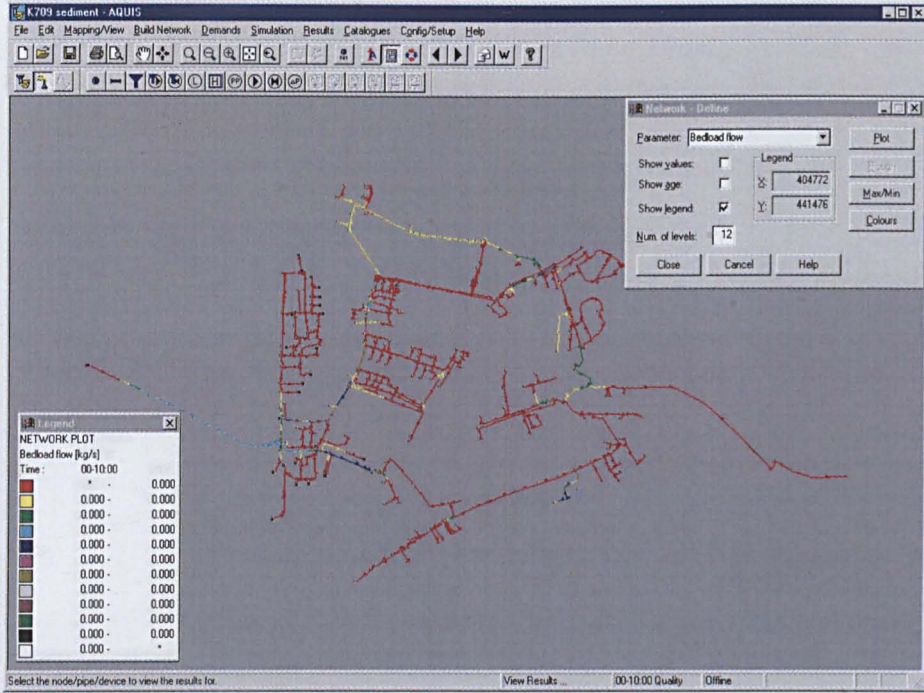 K709 sediment - AQUIS
File Edit Mapping/View Build Network Demands Simulation Results Catalogues Config/Setup Help
W ?
L H PP M
Network - Define
Parameter: Bedload flow
Plot
Show values:
Legend
Show age:
X: 404772
Max/Min
Show legend:
Y: 441476
Colours
Num. of levels: 12
Close Cancel Help
Legend
NETWORK PLOT
Bedload flow [kg/s]
Time : 00-10:00
* - 0.000
0.000 - 0.000
0.000 - 0.000
0.000 - 0.000
0.000 - 0.000
0.000 - 0.000
0.000 - 0.000
0.000 - 0.000
0.000 - 0.000
0.000 - 0.000
0.000 - 0.000
0.000 - *
Select the node/pipe/device to view the results for.
View Results ... 00-10:00 Quality Offline